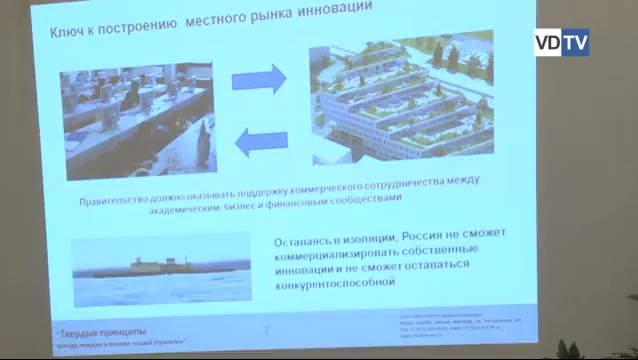 Ключ к построению местного рынка инновации
VDTV
Правительство должно оказывать поддержку коммерческого сотрудничества между
академическим, бизнес и финансовым сообществами
Оставаясь в изоляции, Россия не сможет
коммерциализировать собственные
инновации и не сможет оставаться
конкурентоспособной
"Твердые принципы
всегда лежали в основе нашей стратегии"
7